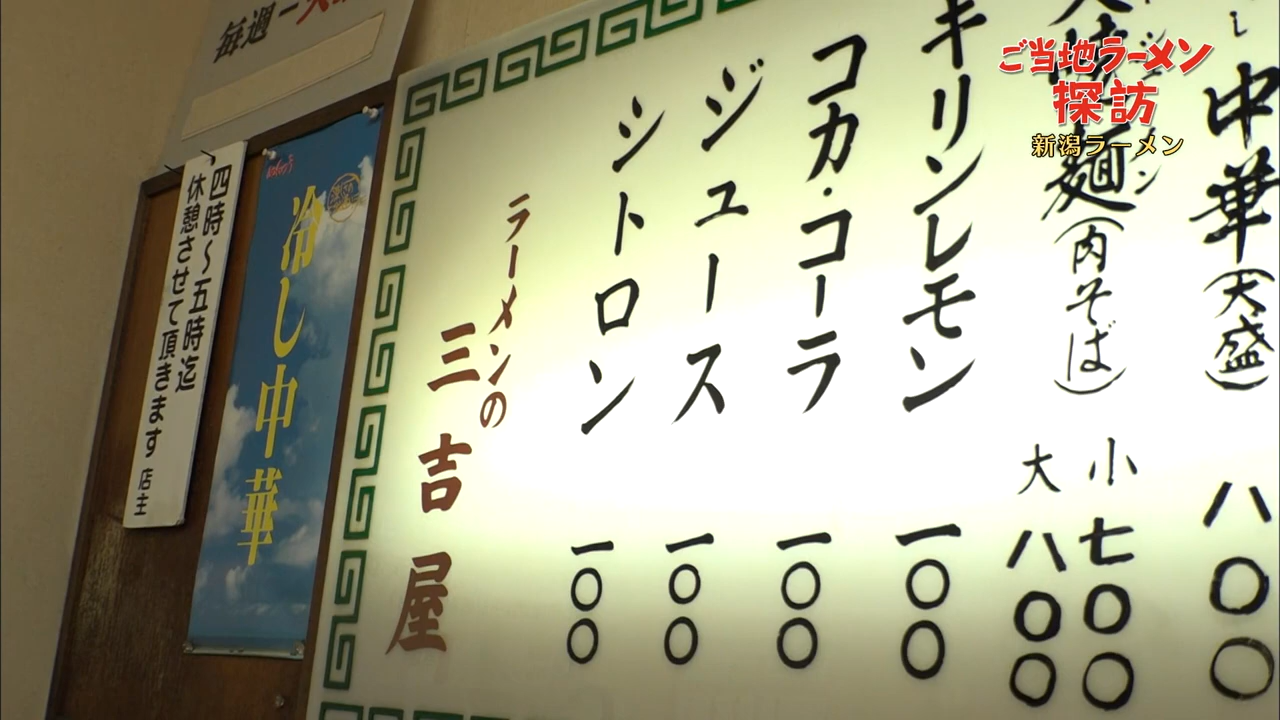 ご当地ラーメン
探訪
新潟ラーメン
中華(大盛) 八〇〇
麺(肉そば) 小 七〇〇
大 八〇〇
キリンレモン 一〇〇
コカ・コーラ 一〇〇
ジュース 一〇〇
シトロン 一〇〇
ラーメンの
三吉屋
毎週一
冷し中華
四時～五時迄
休憩させて頂きます 店主